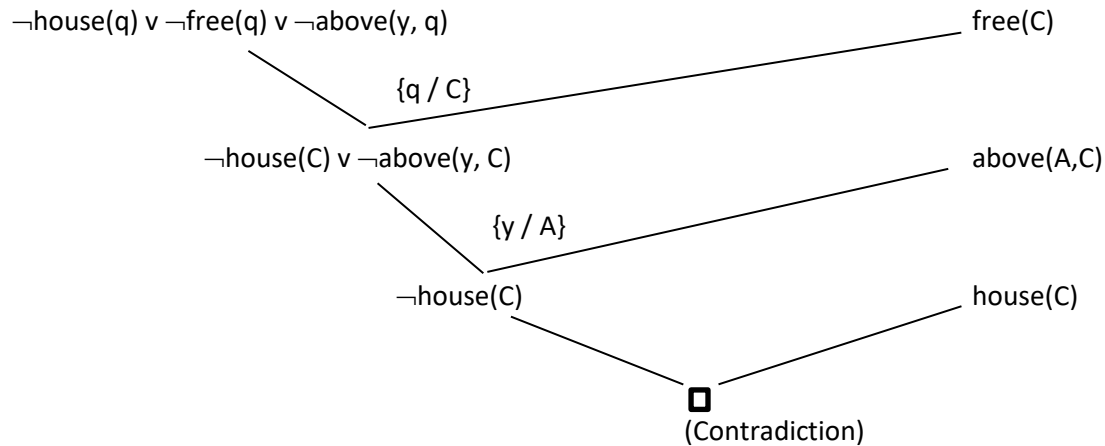 ¬house(q) v ¬free(q) v ¬above(y, q) free(C)
{q / C}
¬house(C) v ¬above(y, C) above(A,C)
{y / A}
¬house(C) house(C)
(Contradiction)